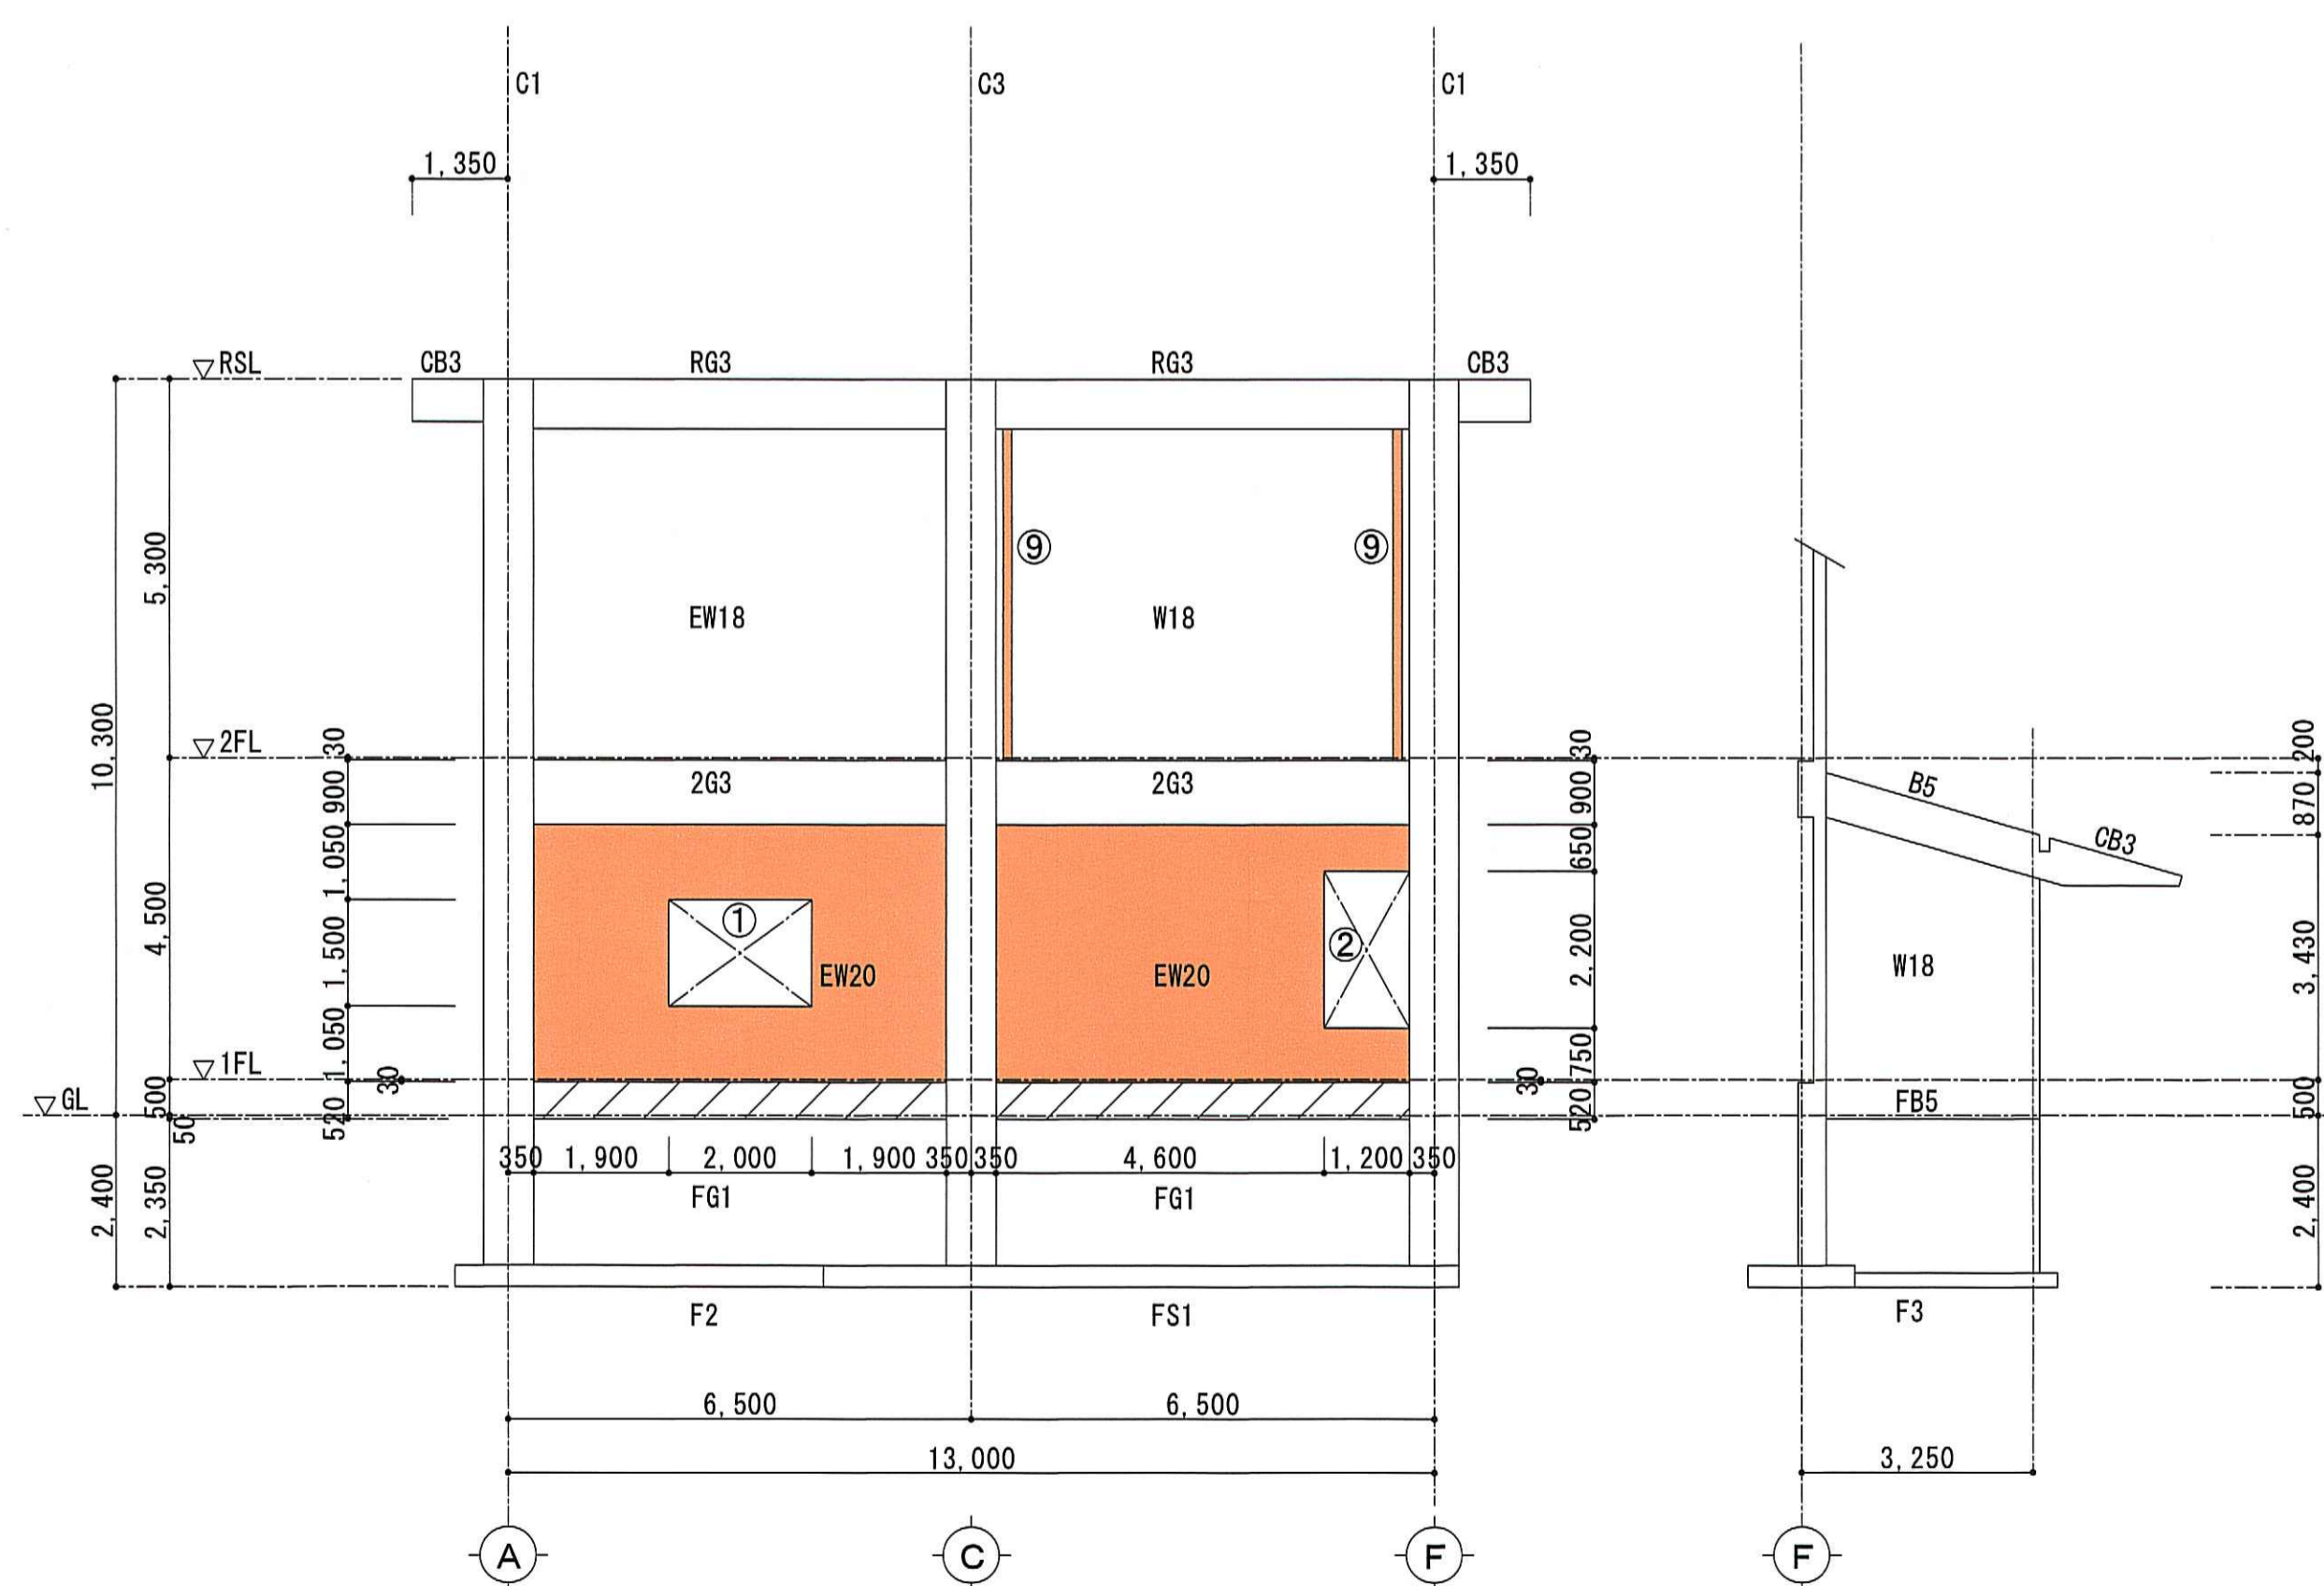 C1
C3
C1
1,350
1,350
RSL
CB3
RG3
RG3
CB3
⑨
⑨
5,300
EW18
W18
10,300
2FL
30
30
200
2G3
2G3
B5
900
900
870
CB3
1,050
650
①
4,500
1,500
EW20
②
EW20
2,200
W18
3,430
1,050
750
1FL
30
30
GL
500
50
520
520
FB5
500
350
1,900
2,000
1,900
350
350
4,600
1,200
350
2,400
2,350
FG1
FG1
2,400
F2
FS1
F3
6,500
6,500
13,000
3,250
A
C
F
F